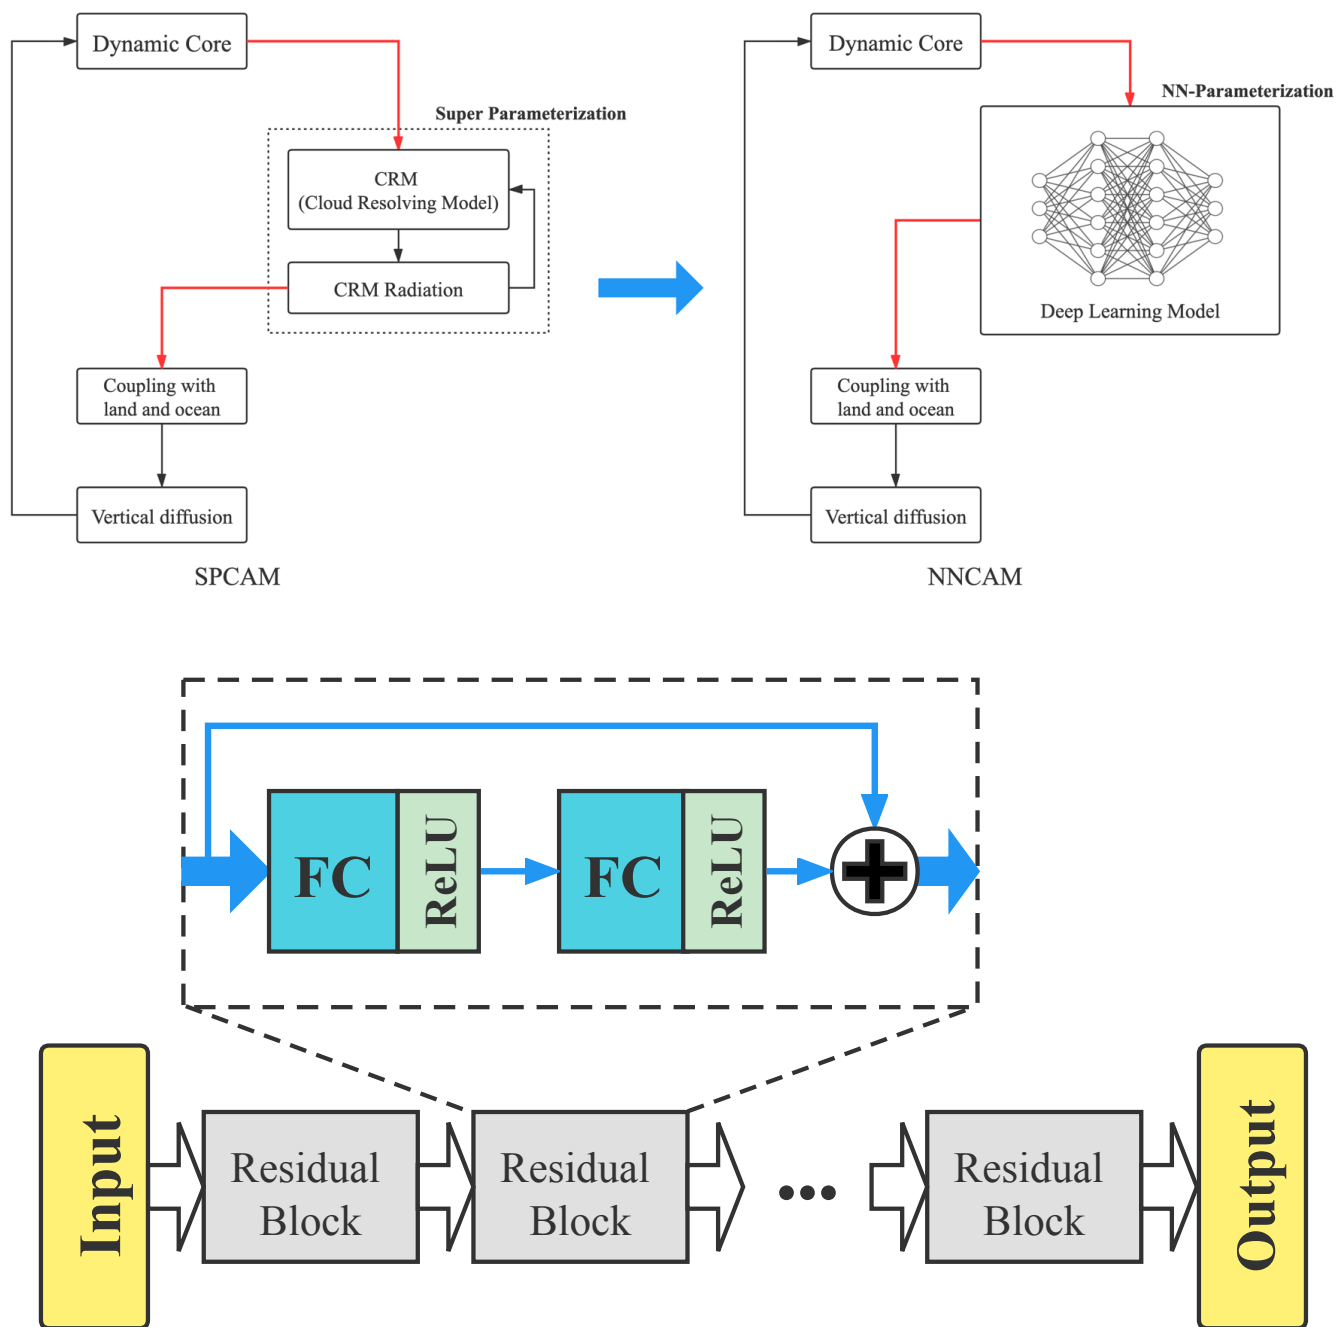 Dynamic Core
Super Parameterization
CRM
(Cloud Resolving Model)
CRM Radiation
Coupling with
land and ocean
Vertical diffusion
SPCAM
Dynamic Core
NN-Parameterization
Deep Learning Model
Coupling with
land and ocean
Vertical diffusion
NNCAM
FC
ReLU
FC
ReLU
Input
Residual
Block
Residual
Block
•••
Residual
Block
Output